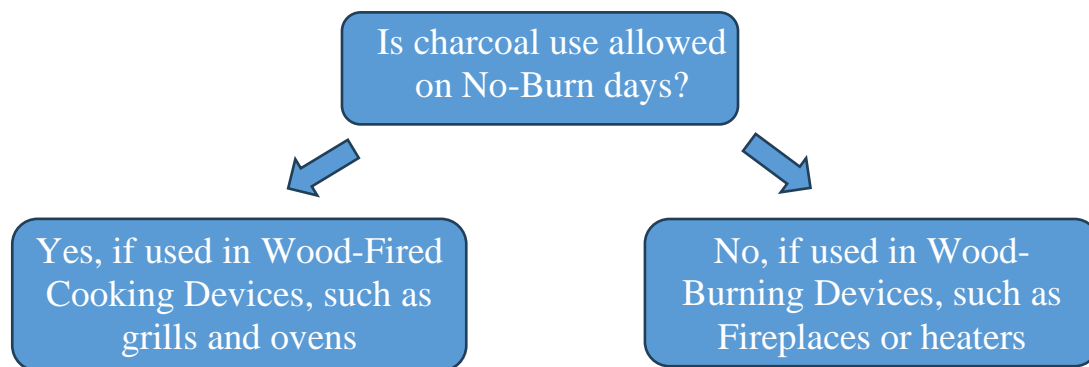 Is charcoal use allowed
on No-Burn days?
Yes, if used in Wood-Fired
Cooking Devices, such as
grills and ovens
No, if used in Wood-
Burning Devices, such as
Fireplaces or heaters